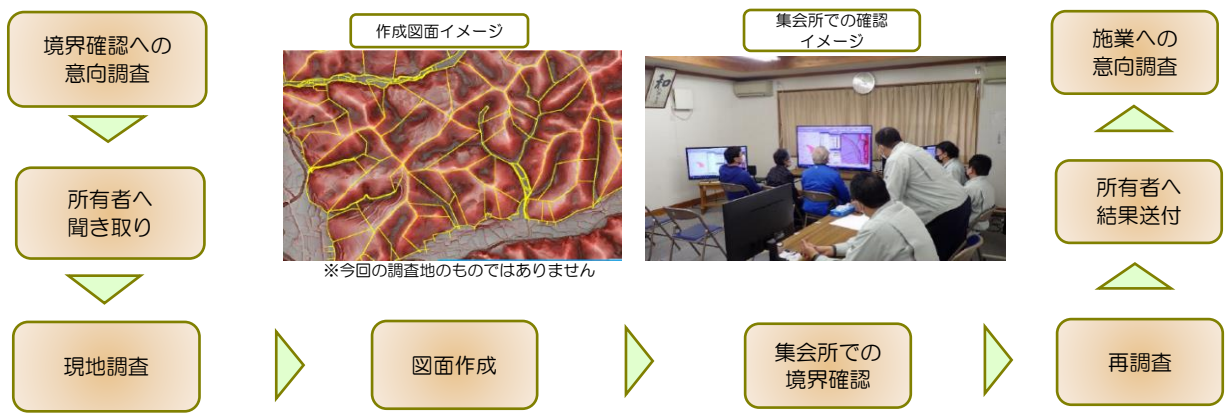 境界確認への
意向調査
所有者へ
聞き取り
現地調査
作成図面イメージ
※今回の調査地のものではありません
図面作成
集会所での確認
イメージ
和
集会所での
境界確認
再調査
所有者へ
結果送付
施業への
意向調査